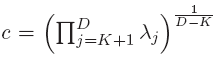 $c = \left( \prod_{j=K+1}^{D} \lambda_j \right)^{\frac{1}{D-K}}$